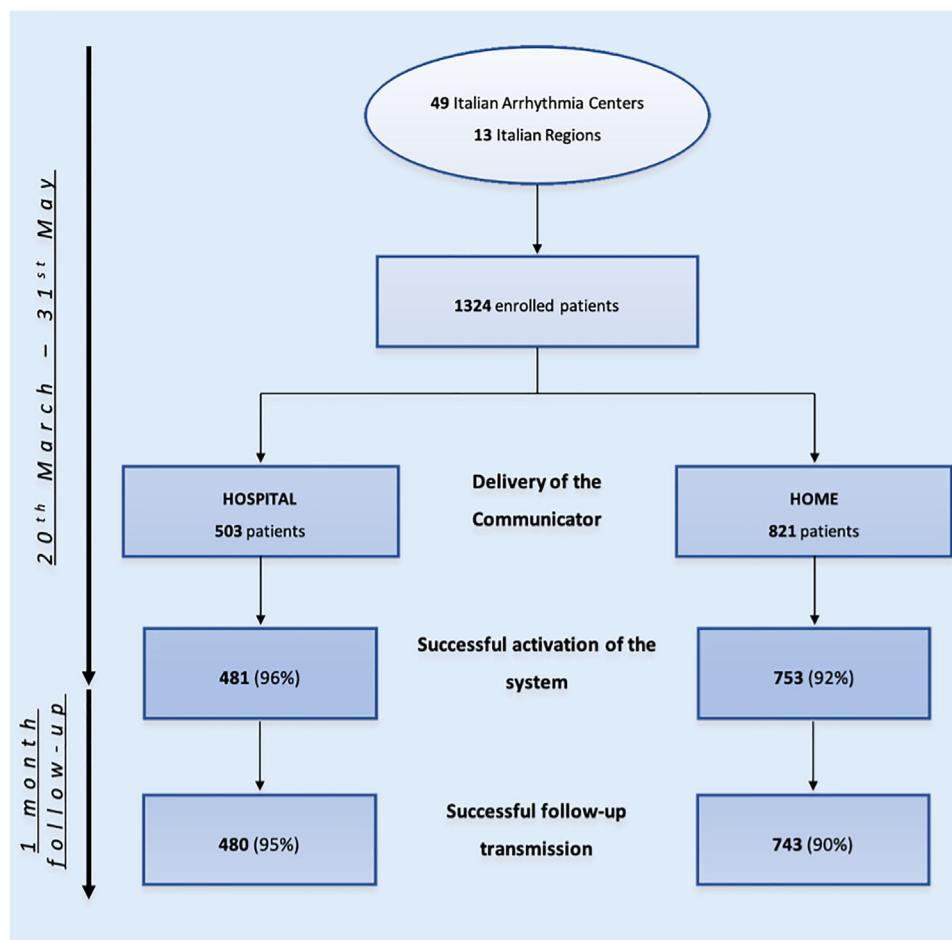 49 Italian Arrhythmia Centers
13 Italian Regions
1324 enrolled patients
20th March – 31st May
HOSPITAL
503 patients
Delivery of the
Communicator
HOME
821 patients
481 (96%)
Successful activation of the
system
753 (92%)
1 month
follow-up
480 (95%)
Successful follow-up
transmission
743 (90%)